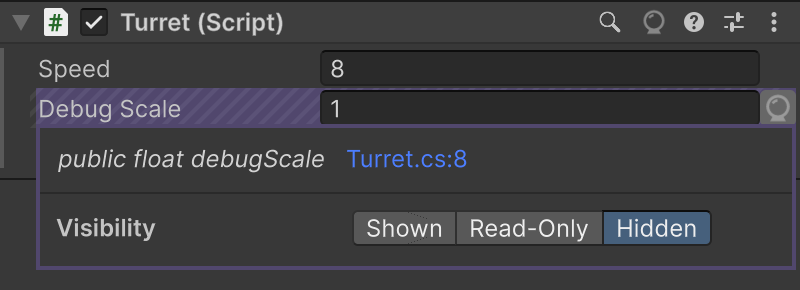 # Turret (Script)
Speed 8
Debug Scale 1
public float debugScale Turret.cs:8
Visibility Shown Read-Only Hidden